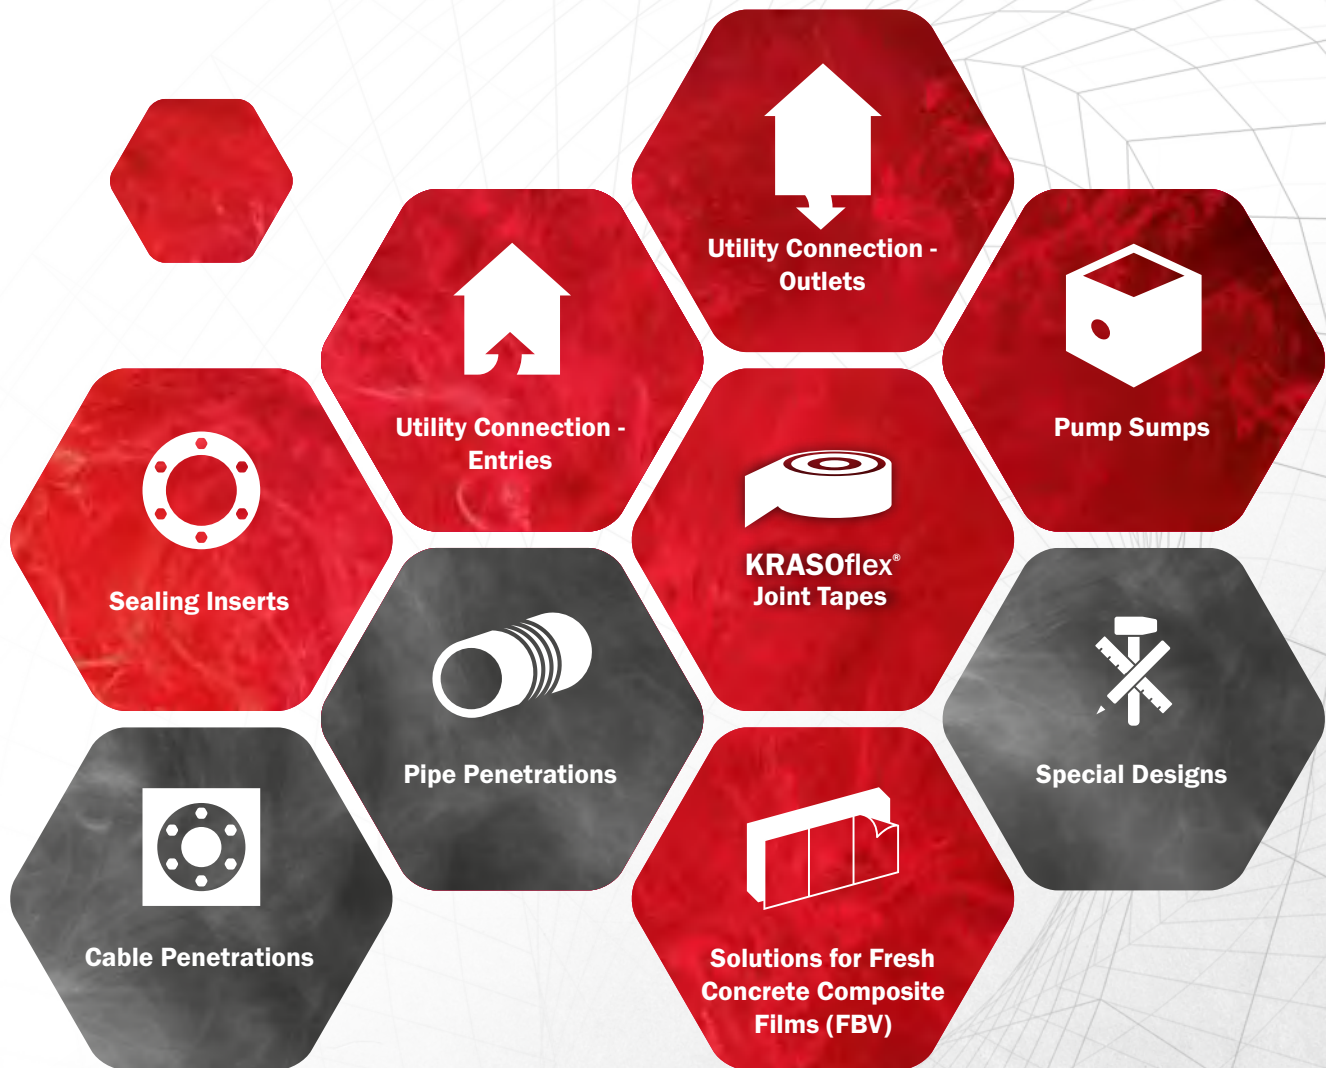 Utility Connection -
Outlets
Utility Connection -
Entries
Pump Sumps
Sealing Inserts
KRASOflex®
Joint Tapes
Pipe Penetrations
Special Designs
Cable Penetrations
Solutions for Fresh
Concrete Composite
Films (FBV)